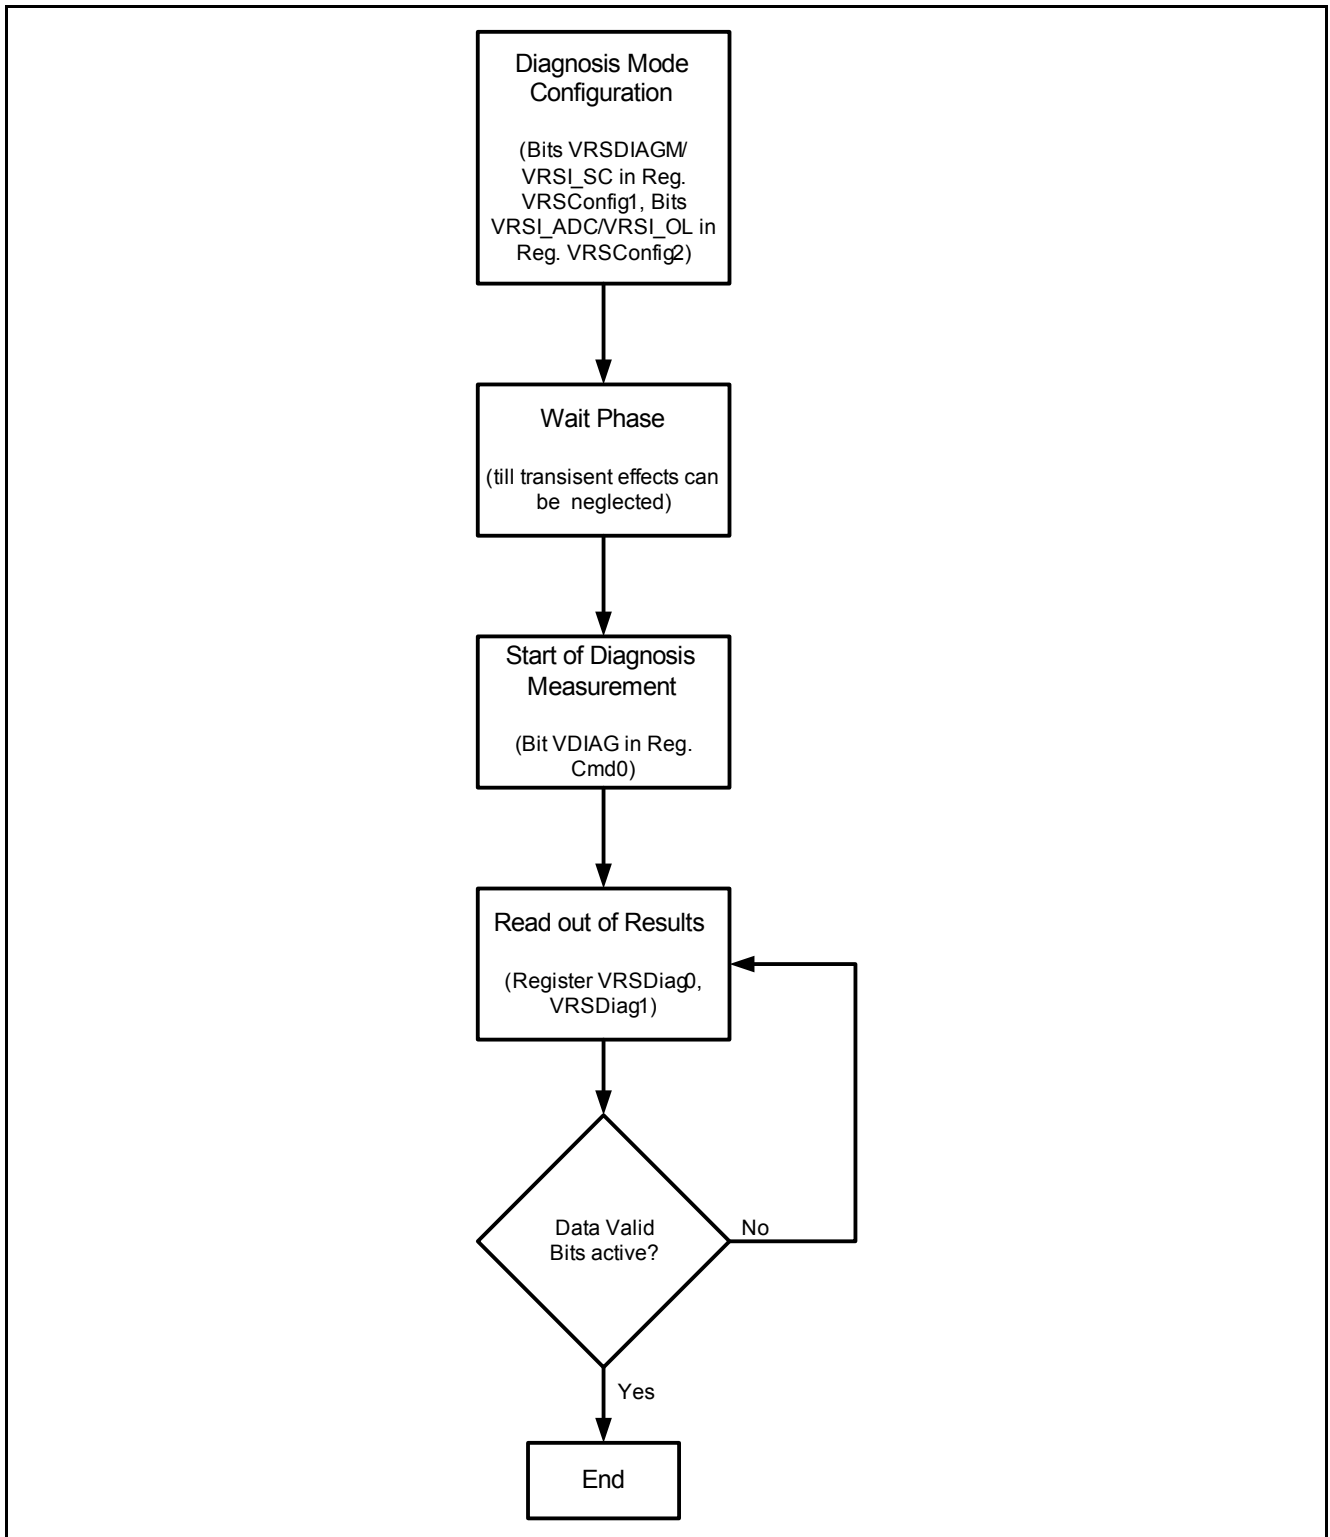 Diagnosis Mode
Configuration
(Bits VRSDIAGM/
VRSI_SC in Reg.
VRSConfig1, Bits
VRSI_ADC/VRSI_OL in
Reg. VRSConfig2)
Wait Phase
(till transisent effects can
be neglected)
Start of Diagnosis
Measurement
(Bit VDIAG in Reg.
Cmd0)
Read out of Results
(Register VRSDiag0,
VRSDiag1)
Data Valid
Bits active?
No
Yes
End